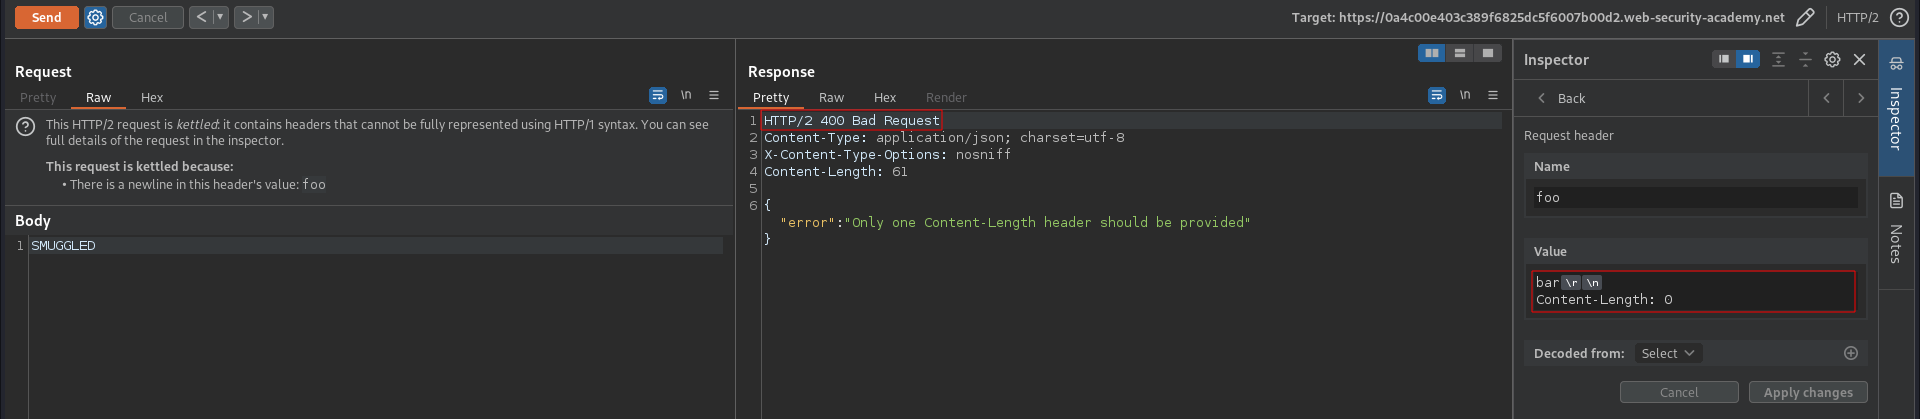 Send
Cancel
< ▾
> ▾
Target: https://0a4c00e403c389f6825dc5f6007b00d2.web-security-academy.net
HTTP/2
Request
Pretty Raw Hex
\n
This HTTP/2 request is kettled: it contains headers that cannot be fully represented using HTTP/1 syntax. You can see
full details of the request in the inspector.
This request is kettled because:
• There is a newline in this header's value: foo
Body
1 SMUGGLED
Response
Pretty Raw Hex Render
\n
1 HTTP/2 400 Bad Request
2 Content-Type: application/json; charset=utf-8
3 X-Content-Type-Options: nosniff
4 Content-Length: 61
5
6 {
"error":"Only one Content-Length header should be provided"
}
Inspector
Back
Request header
Name
foo
Value
bar \r \n
Content-Length: 0
Decoded from: Select
Cancel
Apply changes
Inspector
Notes